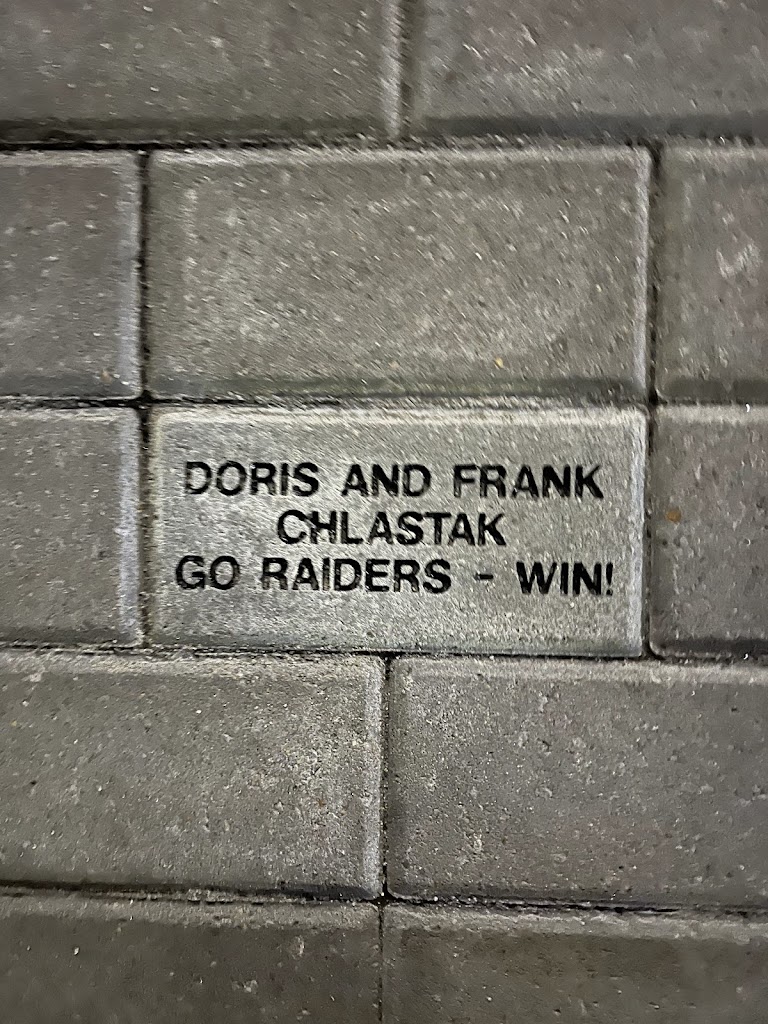 DORIS AND FRANK
CHLASTAK
GO RAIDERS - WIN!